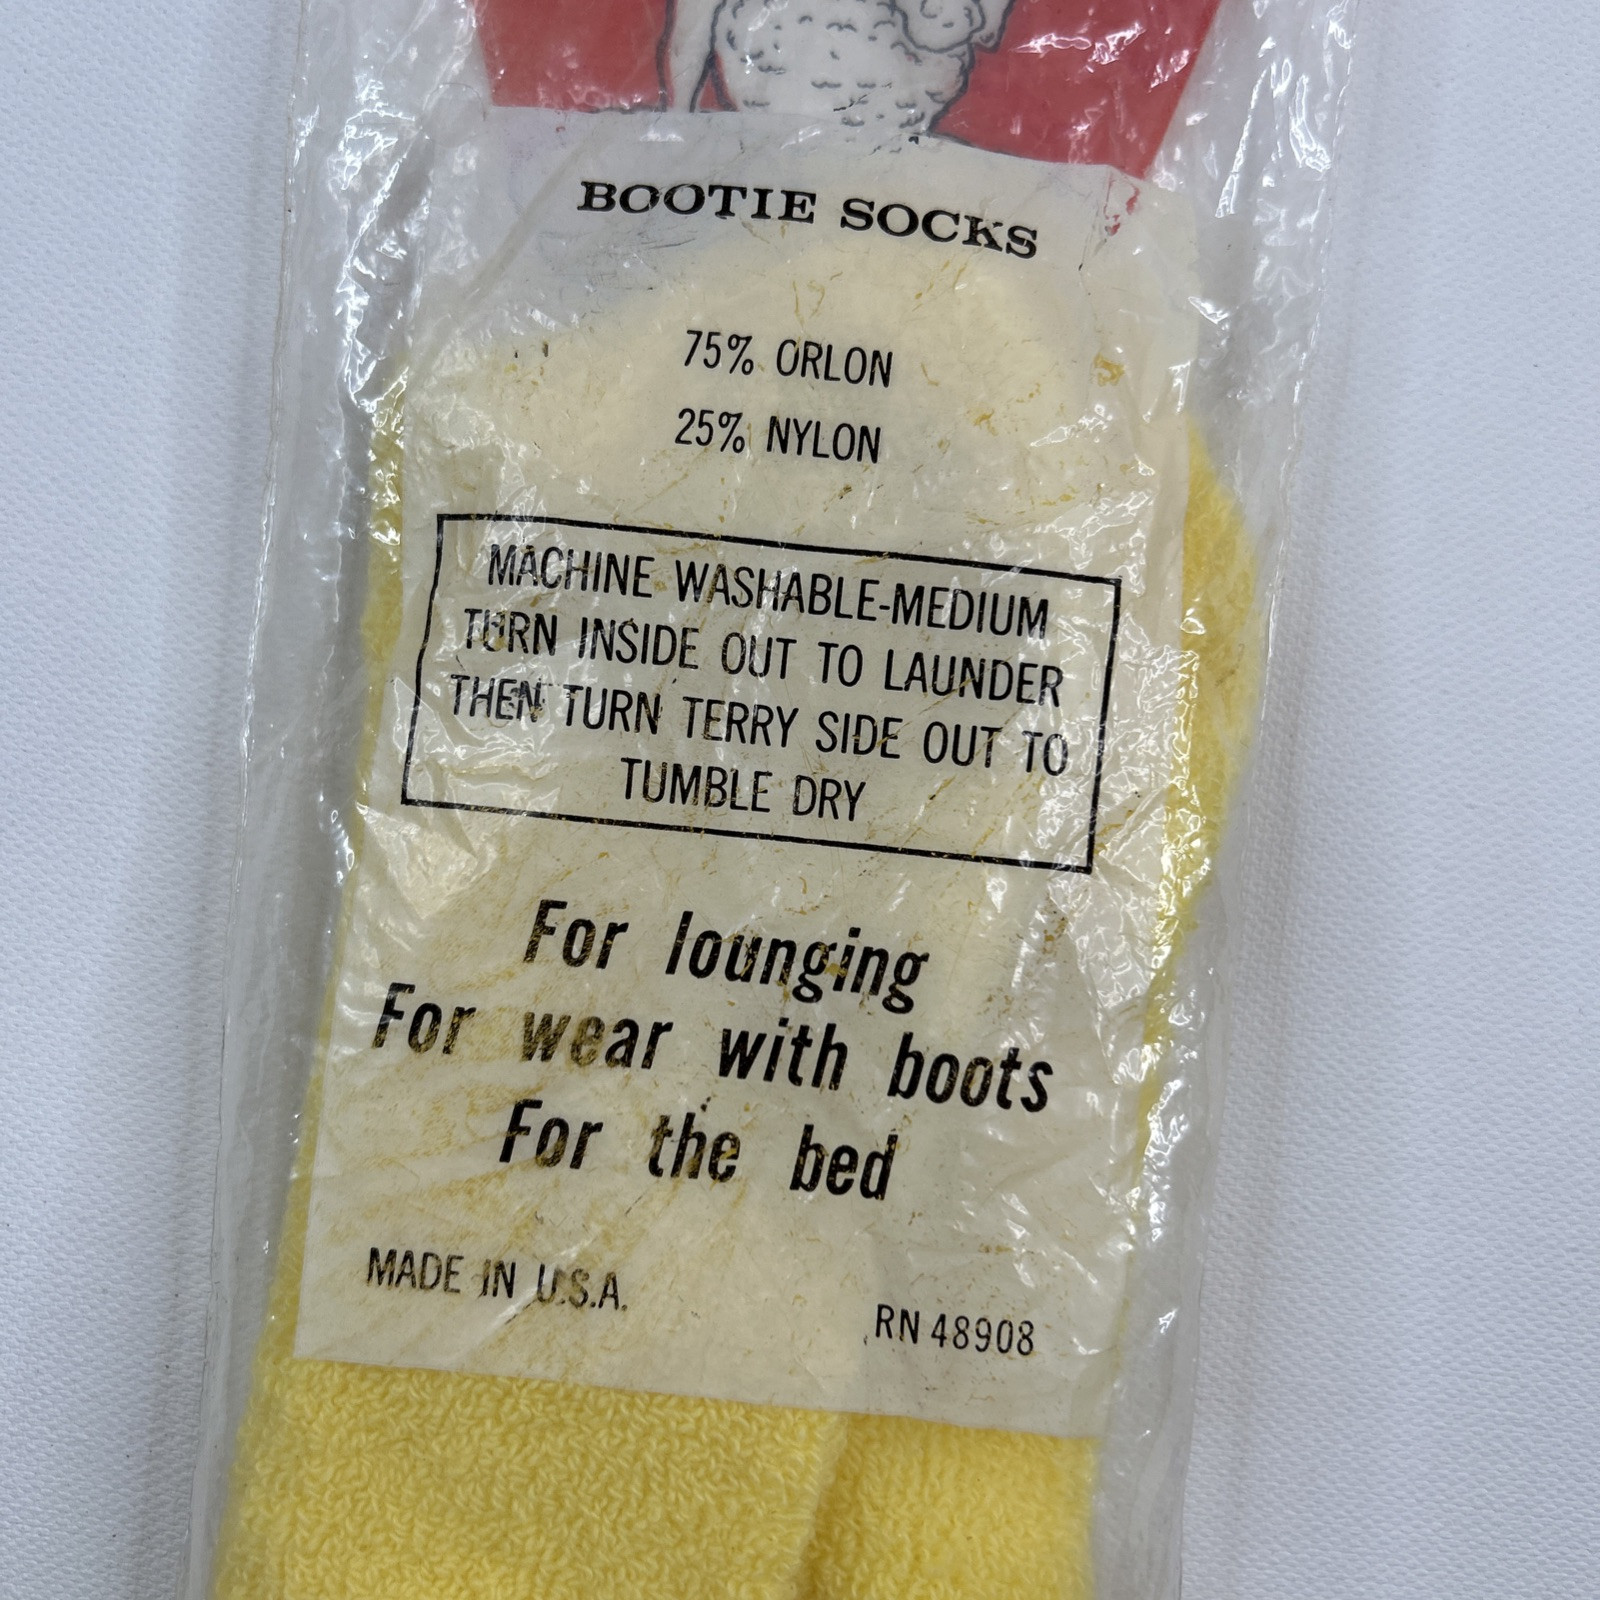 BOOTIE SOCKS
75% ORLON
25% NYLON
MACHINE WASHABLE-MEDIUM
TURN INSIDE OUT TO LAUNDER
THEN TURN TERRY SIDE OUT TO
TUMBLE DRY
For lounging
For wear with boots
For the bed
MADE IN U.S.A.
RN 48908